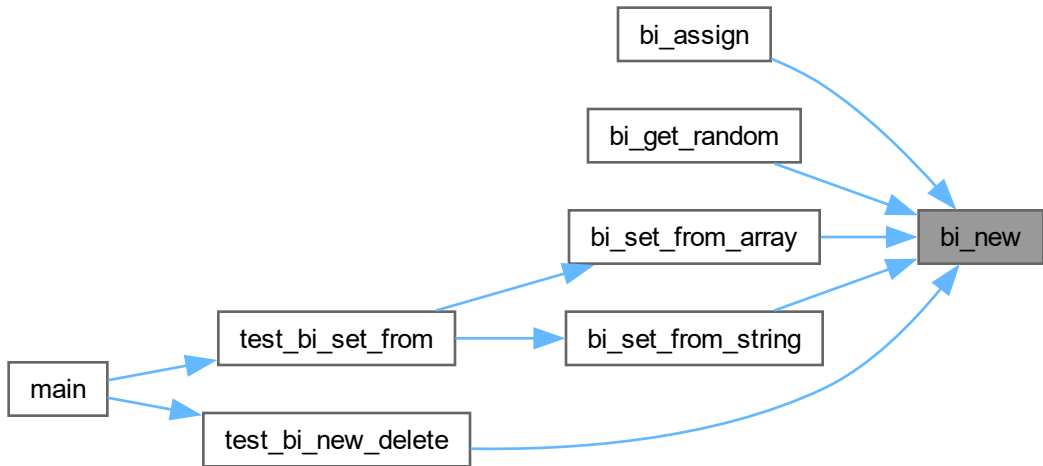 bi_assign
bi_get_random
bi_set_from_array
bi_new
test_bi_set_from
bi_set_from_string
main
test_bi_new_delete